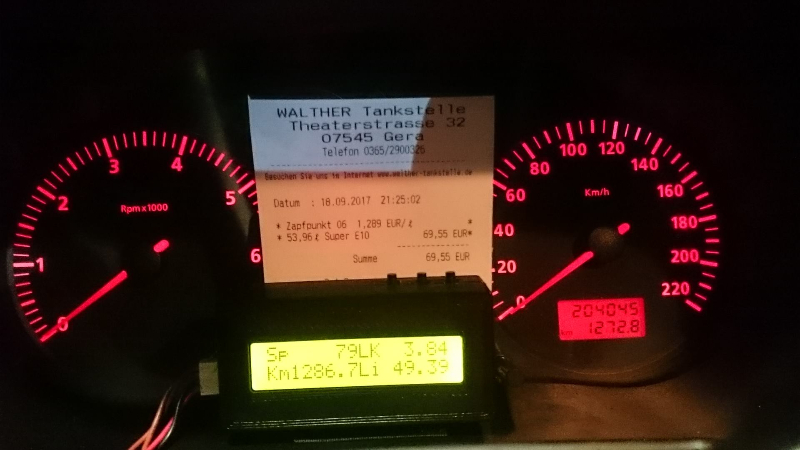 WALTHER Tankstelle
Theaterstrasse 32
07545 Gera
Telefon 0365/2900325
Besuchen Sie uns im Internet www.walther-tankstelle.de
Datum : 18.09.2017 21:25:02
* Zapfpunkt 06 1,289 EUR/ℓ *
* 53,96 ℓ Super E10 69,55 EUR*
Summe 69,55 EUR
0 1 2 3 4 5 6
Rpmx1000
0 20 40 60 80 100 120 140 160 180 200 220
Km/h
204045
km 1272.8
Sp 79LK 3.84
Km1286.7Li 49.39